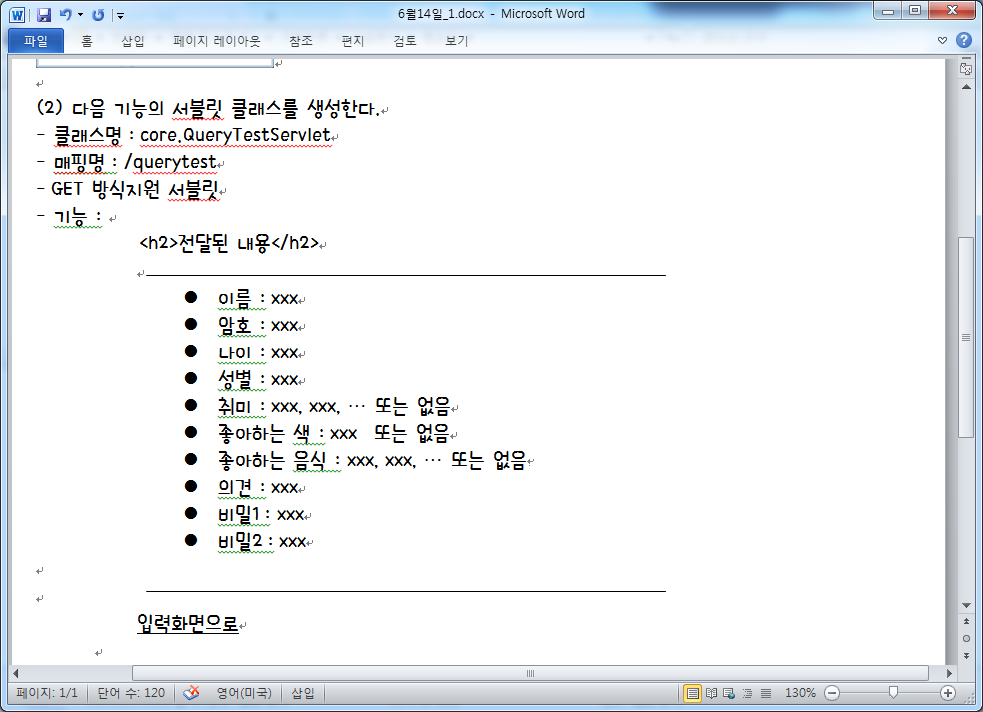 6월14일_1.docx - Microsoft Word
파일 홈 삽입 페이지 레이아웃 참조 편지 검토 보기
(2) 다음 기능의 서블릿 클래스를 생성한다.
- 클래스명 : core.QueryTestServlet
- 매핑명 : /querytest
- GET 방식지원 서블릿
- 기능 :
<h2>전달된 내용</h2>
● 이름 : xxx
● 암호 : xxx
● 나이 : xxx
● 성별 : xxx
● 취미 : xxx, xxx, … 또는 없음
● 좋아하는 색 : xxx 또는 없음
● 좋아하는 음식 : xxx, xxx, … 또는 없음
● 의견 : xxx
● 비밀1 : xxx
● 비밀2 : xxx
입력화면으로
페이지: 1/1 단어 수: 120 영어(미국) 삽입 130%